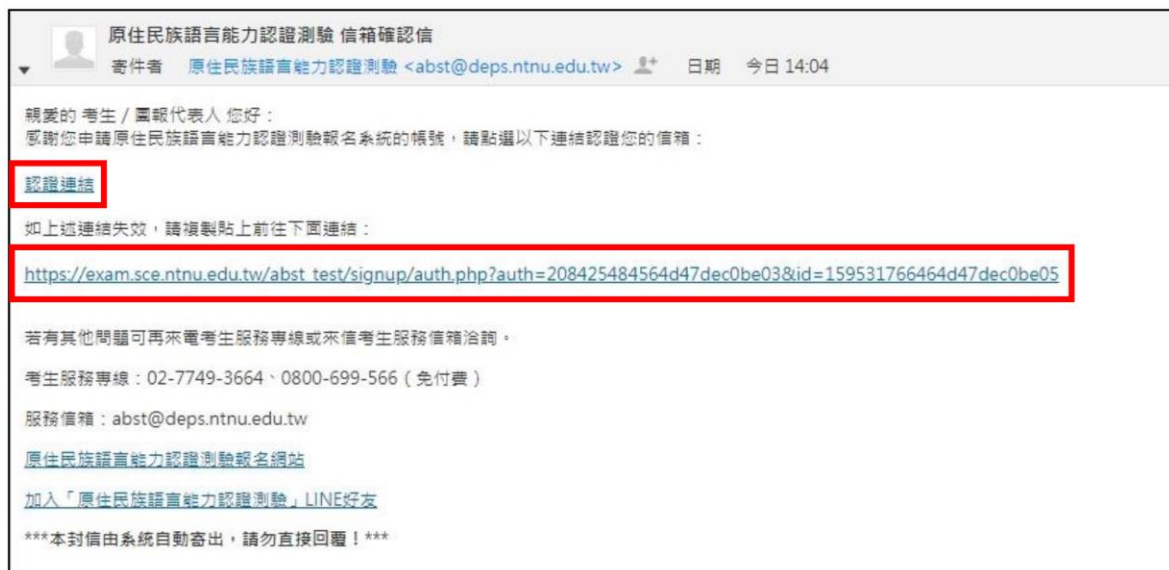 原住民族語言能力認證測驗 信箱確認信
寄件者 原住民族語言能力認證測驗 <abst@deps.ntnu.edu.tw> 日期 今日 14:04
親愛的 考生 / 團報代表人 您好：
感謝您申請原住民族語言能力認證測驗報名系統的帳號，請點選以下連結認證您的信箱：
認證連結
如上述連結失效，請複製貼上前往下面連結：
https://exam.sce.ntnu.edu.tw/abst_test/signup/auth.php?auth=208425484564d47dec0be03&id=159531766464d47dec0be05
若有其他問題可再來電考生服務專線或來信考生服務信箱洽詢。
考生服務專線：02-7749-3664、0800-699-566（免付費）
服務信箱：abst@deps.ntnu.edu.tw
原住民族語言能力認證測驗報名網站
加入「原住民族語言能力認證測驗」LINE好友
***本封信由系統自動寄出，請勿直接回覆！***